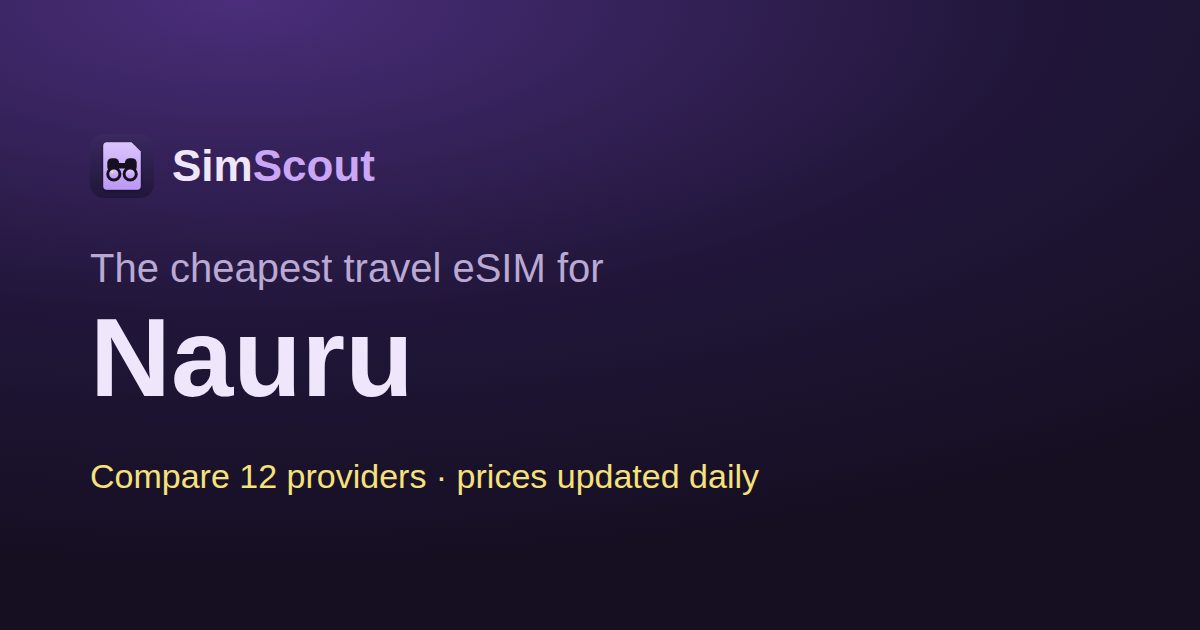 SimScout
The cheapest travel eSIM for
Nauru
Compare 12 providers · prices updated daily